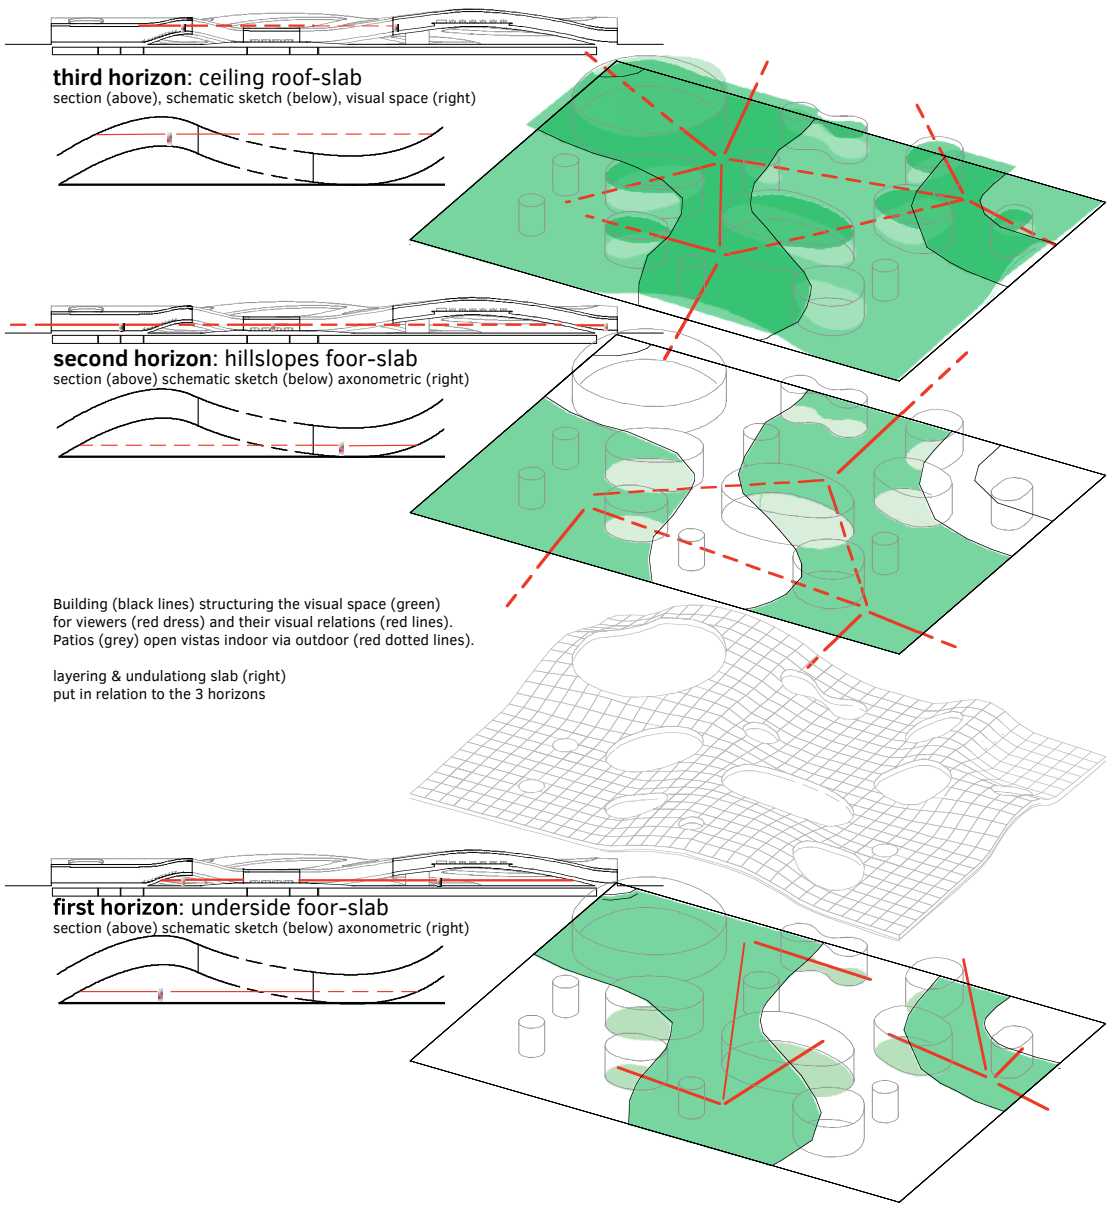 third horizon: ceiling roof-slab
section (above), schematic sketch (below), visual space (right)
second horizon: hillslopes foor-slab
section (above) schematic sketch (below) axonometric (right)
Building (black lines) structuring the visual space (green)
for viewers (red dress) and their visual relations (red lines).
Patios (grey) open vistas indoor via outdoor (red dotted lines).
layering & undulationg slab (right)
put in relation to the 3 horizons
first horizon: underside foor-slab
section (above) schematic sketch (below) axonometric (right)